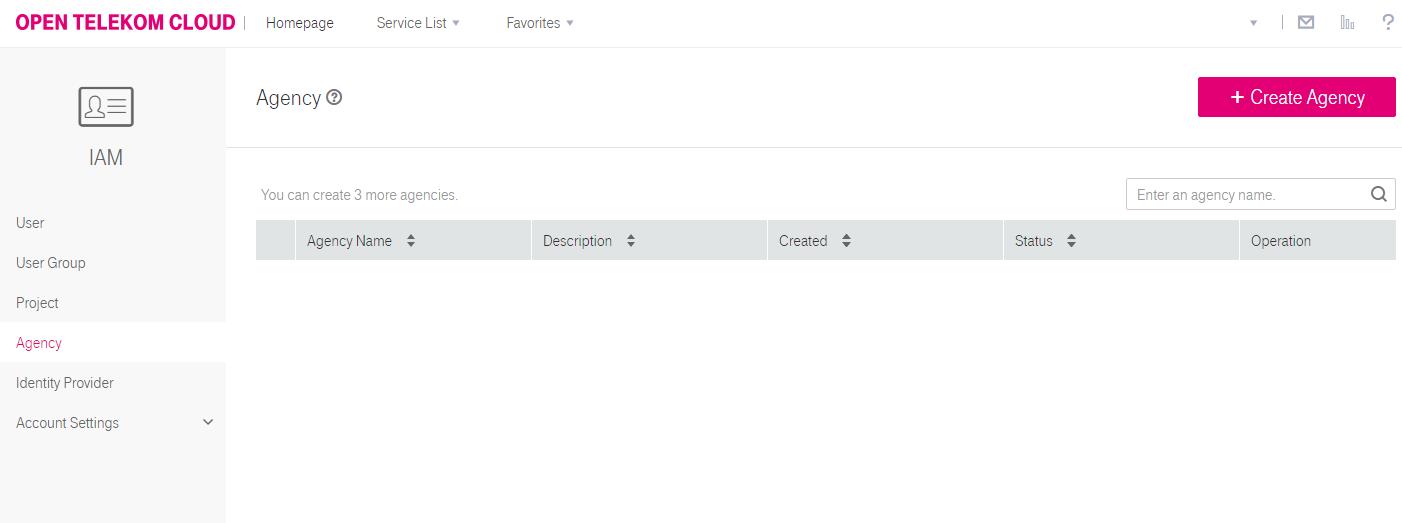 OPEN TELEKOM CLOUD | Homepage Service List Favorites
Agency
+ Create Agency
IAM
You can create 3 more agencies.
Enter an agency name.
User
User Group
Project
Agency
Identity Provider
Account Settings
Agency Name Description Created Status Operation